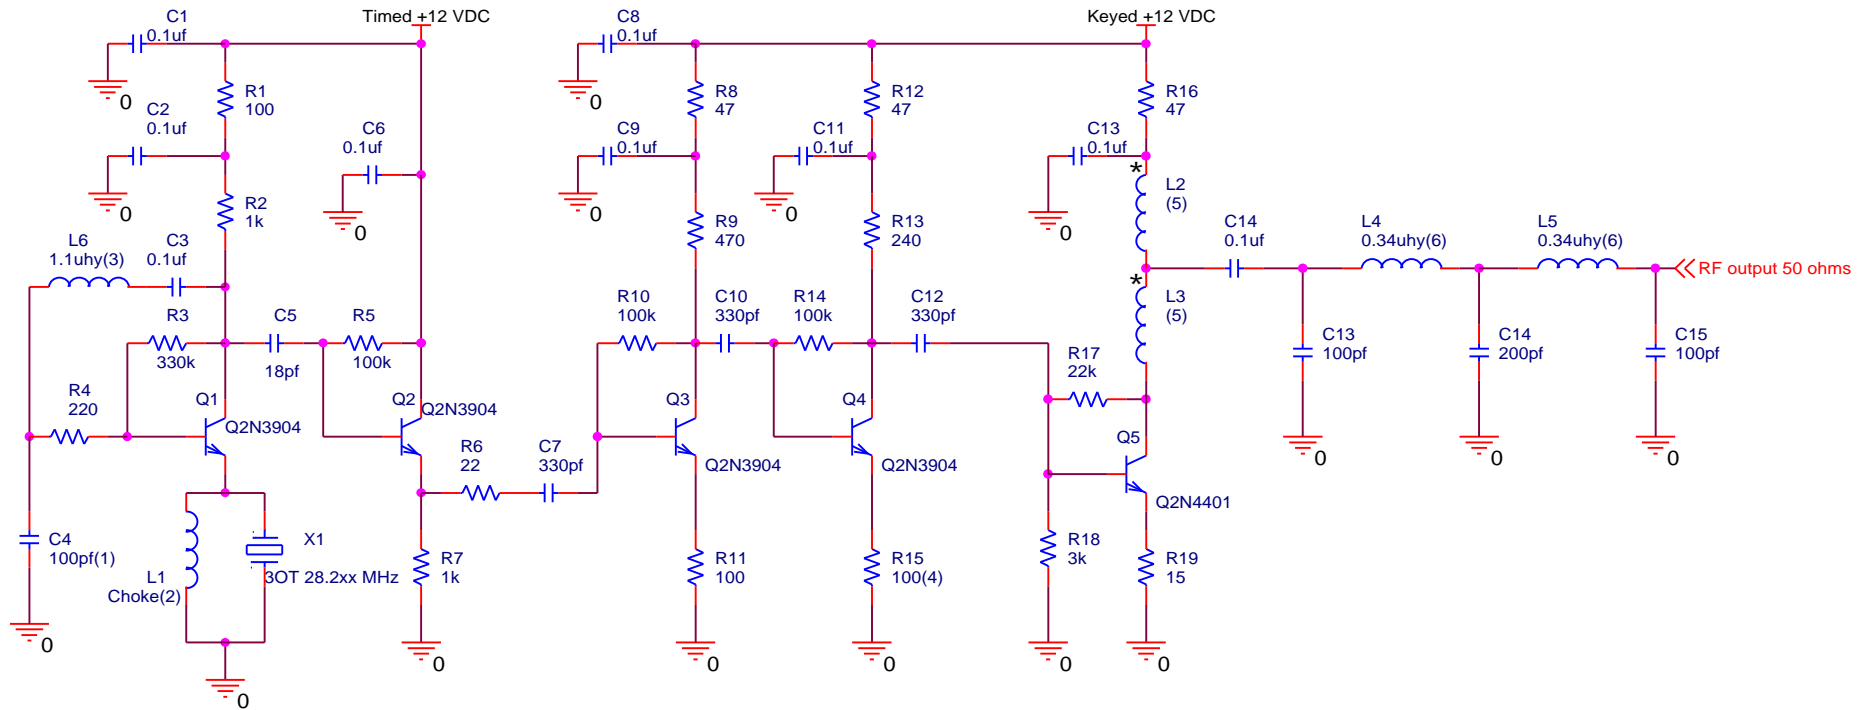 Timed +12 VDC
Keyed +12 VDC
C1
0.1uf
0
R1
100
C2
0.1uf
0
C6
0.1uf
0
R2
1k
L6
1.1uhy(3)
C3
0.1uf
R3
330k
C5
18pf
R5
100k
R4
220
Q1
Q2N3904
Q2
Q2N3904
C4
100pf(1)
0
L1
Choke(2)
X1
3OT 28.2xx MHz
0
R6
22
C7
330pf
R7
1k
0
C8
0.1uf
0
R8
47
R12
47
C9
0.1uf
0
C11
0.1uf
0
R9
470
R13
240
R10
100k
C10
330pf
R14
100k
C12
330pf
Q3
Q2N3904
Q4
Q2N3904
R11
100
0
R15
100(4)
0
R16
47
C13
0.1uf
0
*
L2
(5)
*
L3
(5)
C14
0.1uf
L4
0.34uhy(6)
L5
0.34uhy(6)
RF output 50 ohms
R17
22k
Q5
Q2N4401
R18
3k
0
R19
15
0
C13
100pf
0
C14
200pf
0
C15
100pf
0